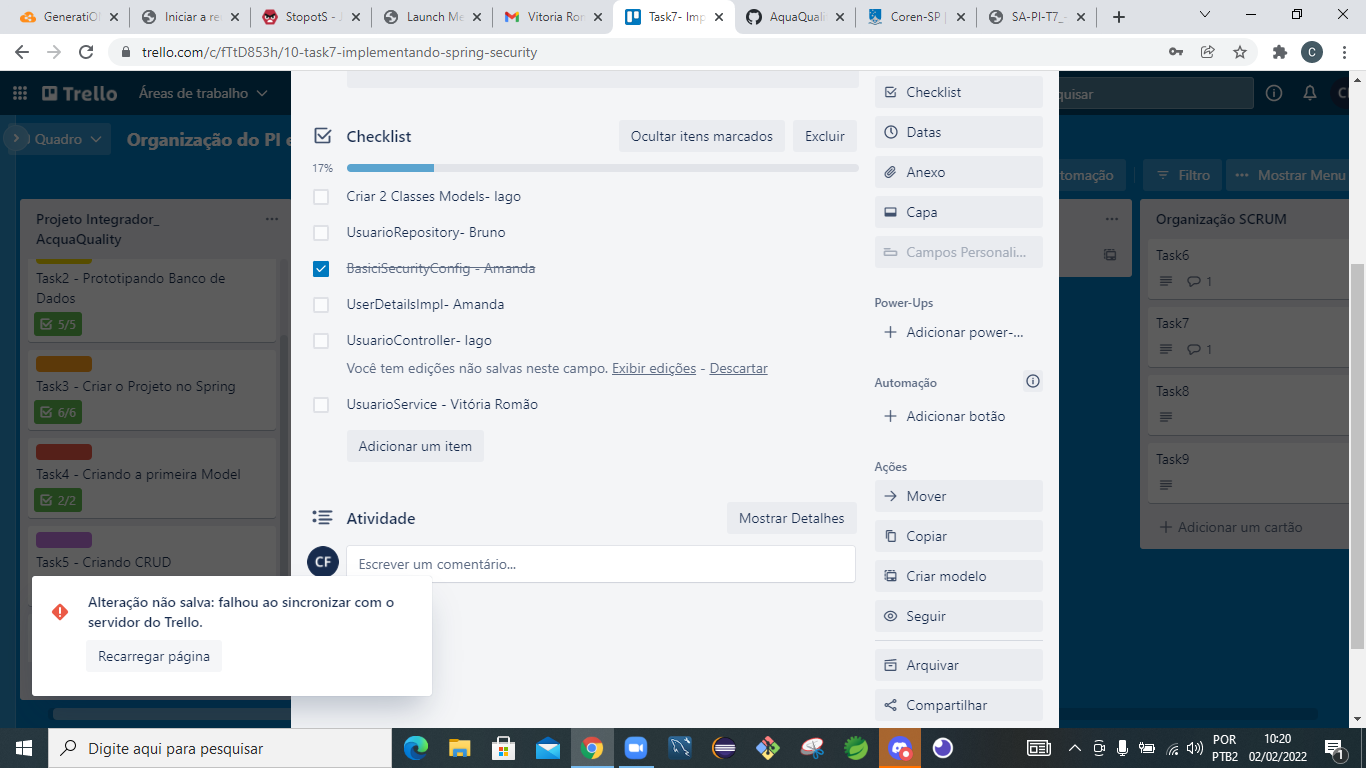 GeneratiO
Iniciar a re
StopotS - J
Launch Me
Vitoria Ror
Task7- Imp
AquaQuali
Coren-SP |
SA-PI-T7_-
trello.com/c/fTtD853h/10-task7-implementando-spring-security
C
Trello
Áreas de trabalho
quisar
Quadro
Organização do PI e
tomação
Filtro
Mostrar Menu
Projeto Integrador_
AcquaQuality
Task2 - Prototipando Banco de
Dados
5/5
Task3 - Criar o Projeto no Spring
6/6
Task4 - Criando a primeira Model
2/2
Task5 - Criando CRUD
Checklist
Ocultar itens marcados
Excluir
17%
Criar 2 Classes Models- Iago
UsuarioRepository- Bruno
BasiciSecurityConfig - Amanda
UserDetailsImpl- Amanda
UsuarioController- Iago
Você tem edições não salvas neste campo. Exibir edições - Descartar
UsuarioService - Vitória Romão
Adicionar um item
Atividade
Mostrar Detalhes
CF
Escrever um comentário...
Checklist
Datas
Anexo
Capa
Campos Personali...
Power-Ups
Adicionar power-...
Automação
Adicionar botão
Ações
Mover
Copiar
Criar modelo
Seguir
Arquivar
Compartilhar
Organização SCRUM
Task6
1
Task7
1
Task8
Task9
Adicionar um cartão
Alteração não salva: falhou ao sincronizar com o
servidor do Trello.
Recarregar página
Digite aqui para pesquisar
POR
PTB2
10:20
02/02/2022
1